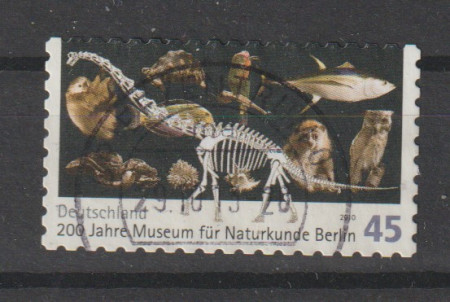 Deutschland
2010
200 Jahre Museum für Naturkunde Berlin 45